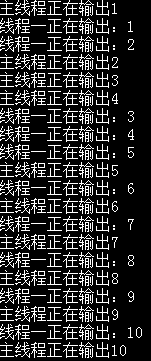 主线程正在输出1
线程一正在输出：1
线程一正在输出：2
主线程正在输出2
主线程正在输出3
主线程正在输出4
线程一正在输出：3
线程一正在输出：4
线程一正在输出：5
主线程正在输出5
线程一正在输出：6
主线程正在输出6
线程一正在输出：7
主线程正在输出7
线程一正在输出：8
主线程正在输出8
线程一正在输出：9
主线程正在输出9
线程一正在输出：10
主线程正在输出10